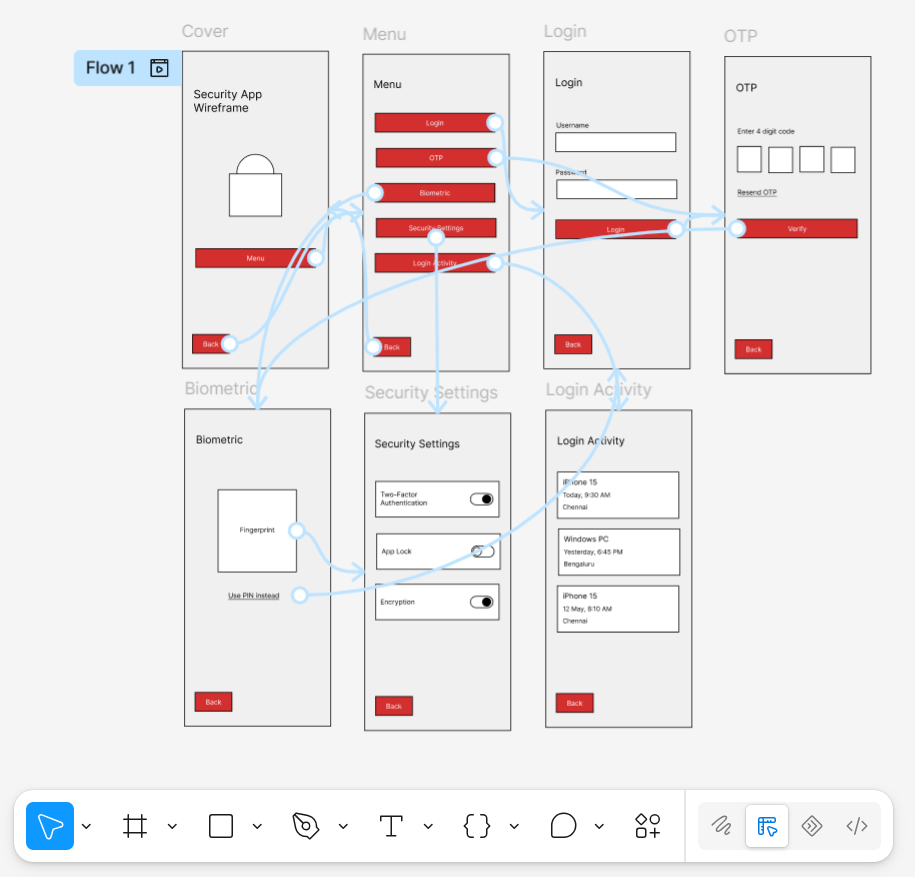 Cover
Menu
Login
OTP
Flow 1
Security App
Wireframe
Menu
Back
Menu
Login
OTP
Biometric
Security Settings
Login Activity
Back
Login
Username
Password
Login
Back
OTP
Enter 4 digit code
Resend OTP
Verify
Back
Biometric
Security Settings
Login Activity
Biometric
Fingerprint
Use PIN instead
Back
Security Settings
Two-Factor
Authentication
App Lock
Encryption
Back
Login Activity
iPhone 15
Today, 9:30 AM
Chennai
Windows PC
Yesterday, 6:45 PM
Bengaluru
iPhone 15
12 May, 8:10 AM
Chennai
Back